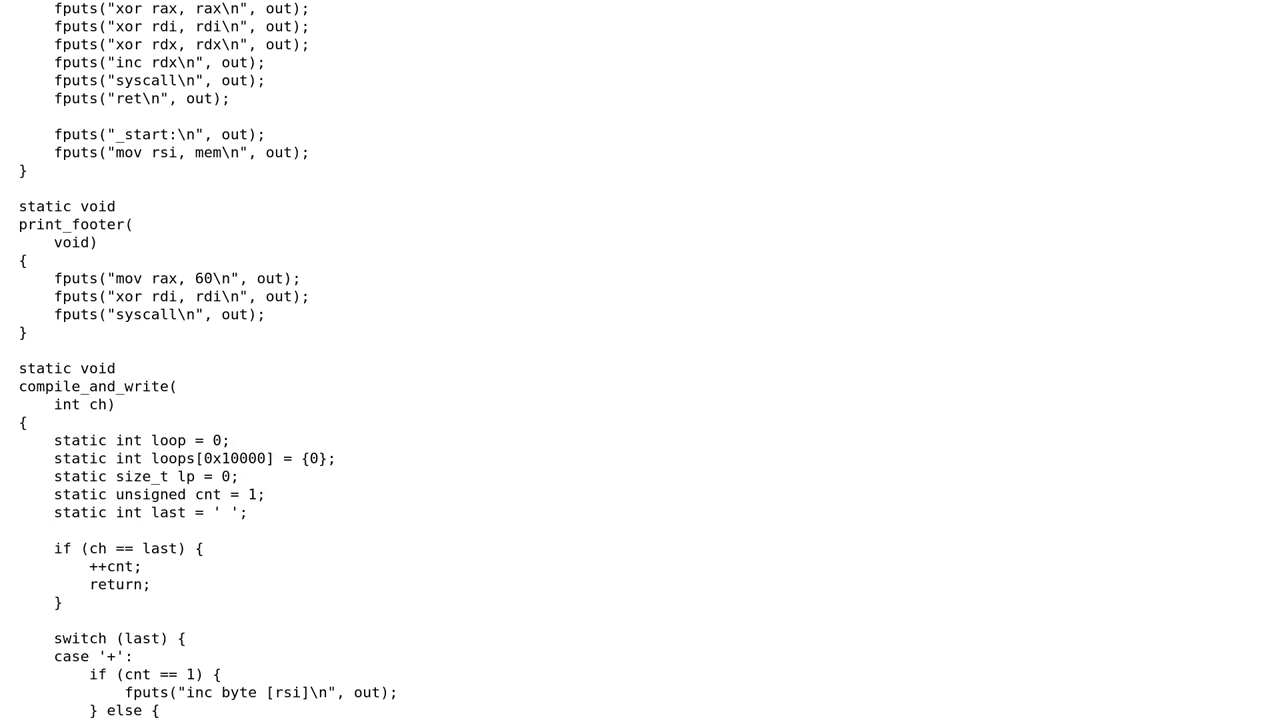 fputs("xor rax, rax\n", out);
    fputs("xor rdi, rdi\n", out);
    fputs("xor rdx, rdx\n", out);
    fputs("inc rdx\n", out);
    fputs("syscall\n", out);
    fputs("ret\n", out);

    fputs("_start:\n", out);
    fputs("mov rsi, mem\n", out);
}

static void
print_footer(
    void)
{
    fputs("mov rax, 60\n", out);
    fputs("xor rdi, rdi\n", out);
    fputs("syscall\n", out);
}

static void
compile_and_write(
    int ch)
{
    static int loop = 0;
    static int loops[0x10000] = {0};
    static size_t lp = 0;
    static unsigned cnt = 1;
    static int last = ' ';

    if (ch == last) {
        ++cnt;
        return;
    }

    switch (last) {
    case '+':
        if (cnt == 1) {
            fputs("inc byte [rsi]\n", out);
        } else {